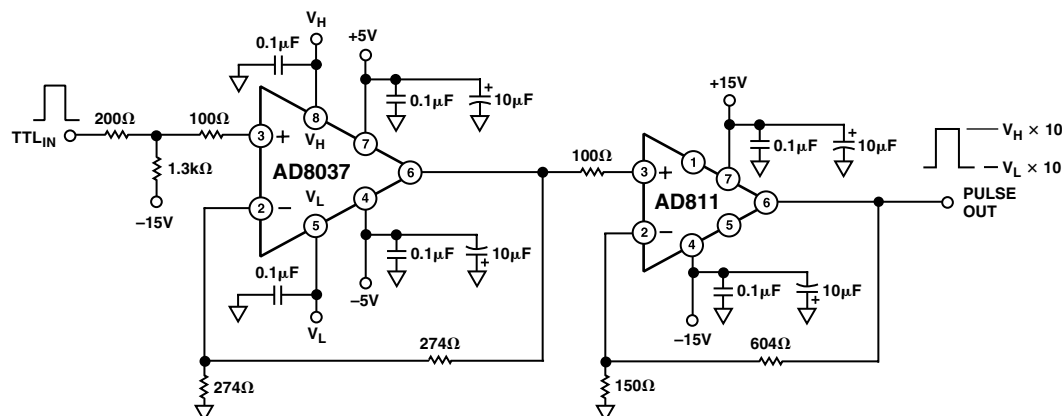 V_H
+5V
0.1µF
0.1µF
10µF
+
+15V
TTL_IN
200Ω
100Ω
8
V_H
3
+
7
AD8037
6
1.3kΩ
–15V
2
–
V_L
5
4
0.1µF
10µF
+
0.1µF
V_L
–5V
274Ω
274Ω
100Ω
3
+
1
7
0.1µF
10µF
+
AD811
6
2
–
4
5
0.1µF
10µF
+
–15V
604Ω
150Ω
V_H × 10
V_L × 10
PULSE
OUT